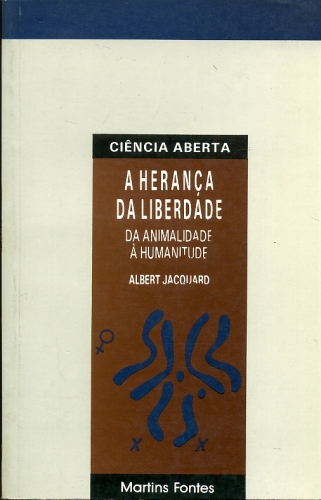 CIÊNCIA ABERTA
A HERANÇA
DA LIBERDADE
DA ANIMALIDADE
À HUMANITUDE
ALBERT JACQUARD
♀
X X
Martins Fontes